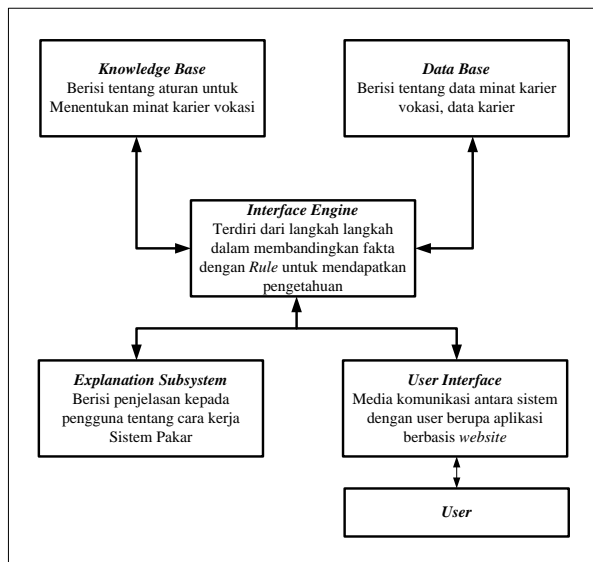 Knowledge Base
Berisi tentang aturan untuk
Menentukan minat karier vokasi
Data Base
Berisi tentang data minat karier
vokasi, data karier
Interface Engine
Terdiri dari langkah langkah
dalam membandingkan fakta
dengan Rule untuk mendapatkan
pengetahuan
Explanation Subsystem
Berisi penjelasan kepada
pengguna tentang cara kerja
Sistem Pakar
User Interface
Media komunikasi antara sistem
dengan user berupa aplikasi
berbasis website
User